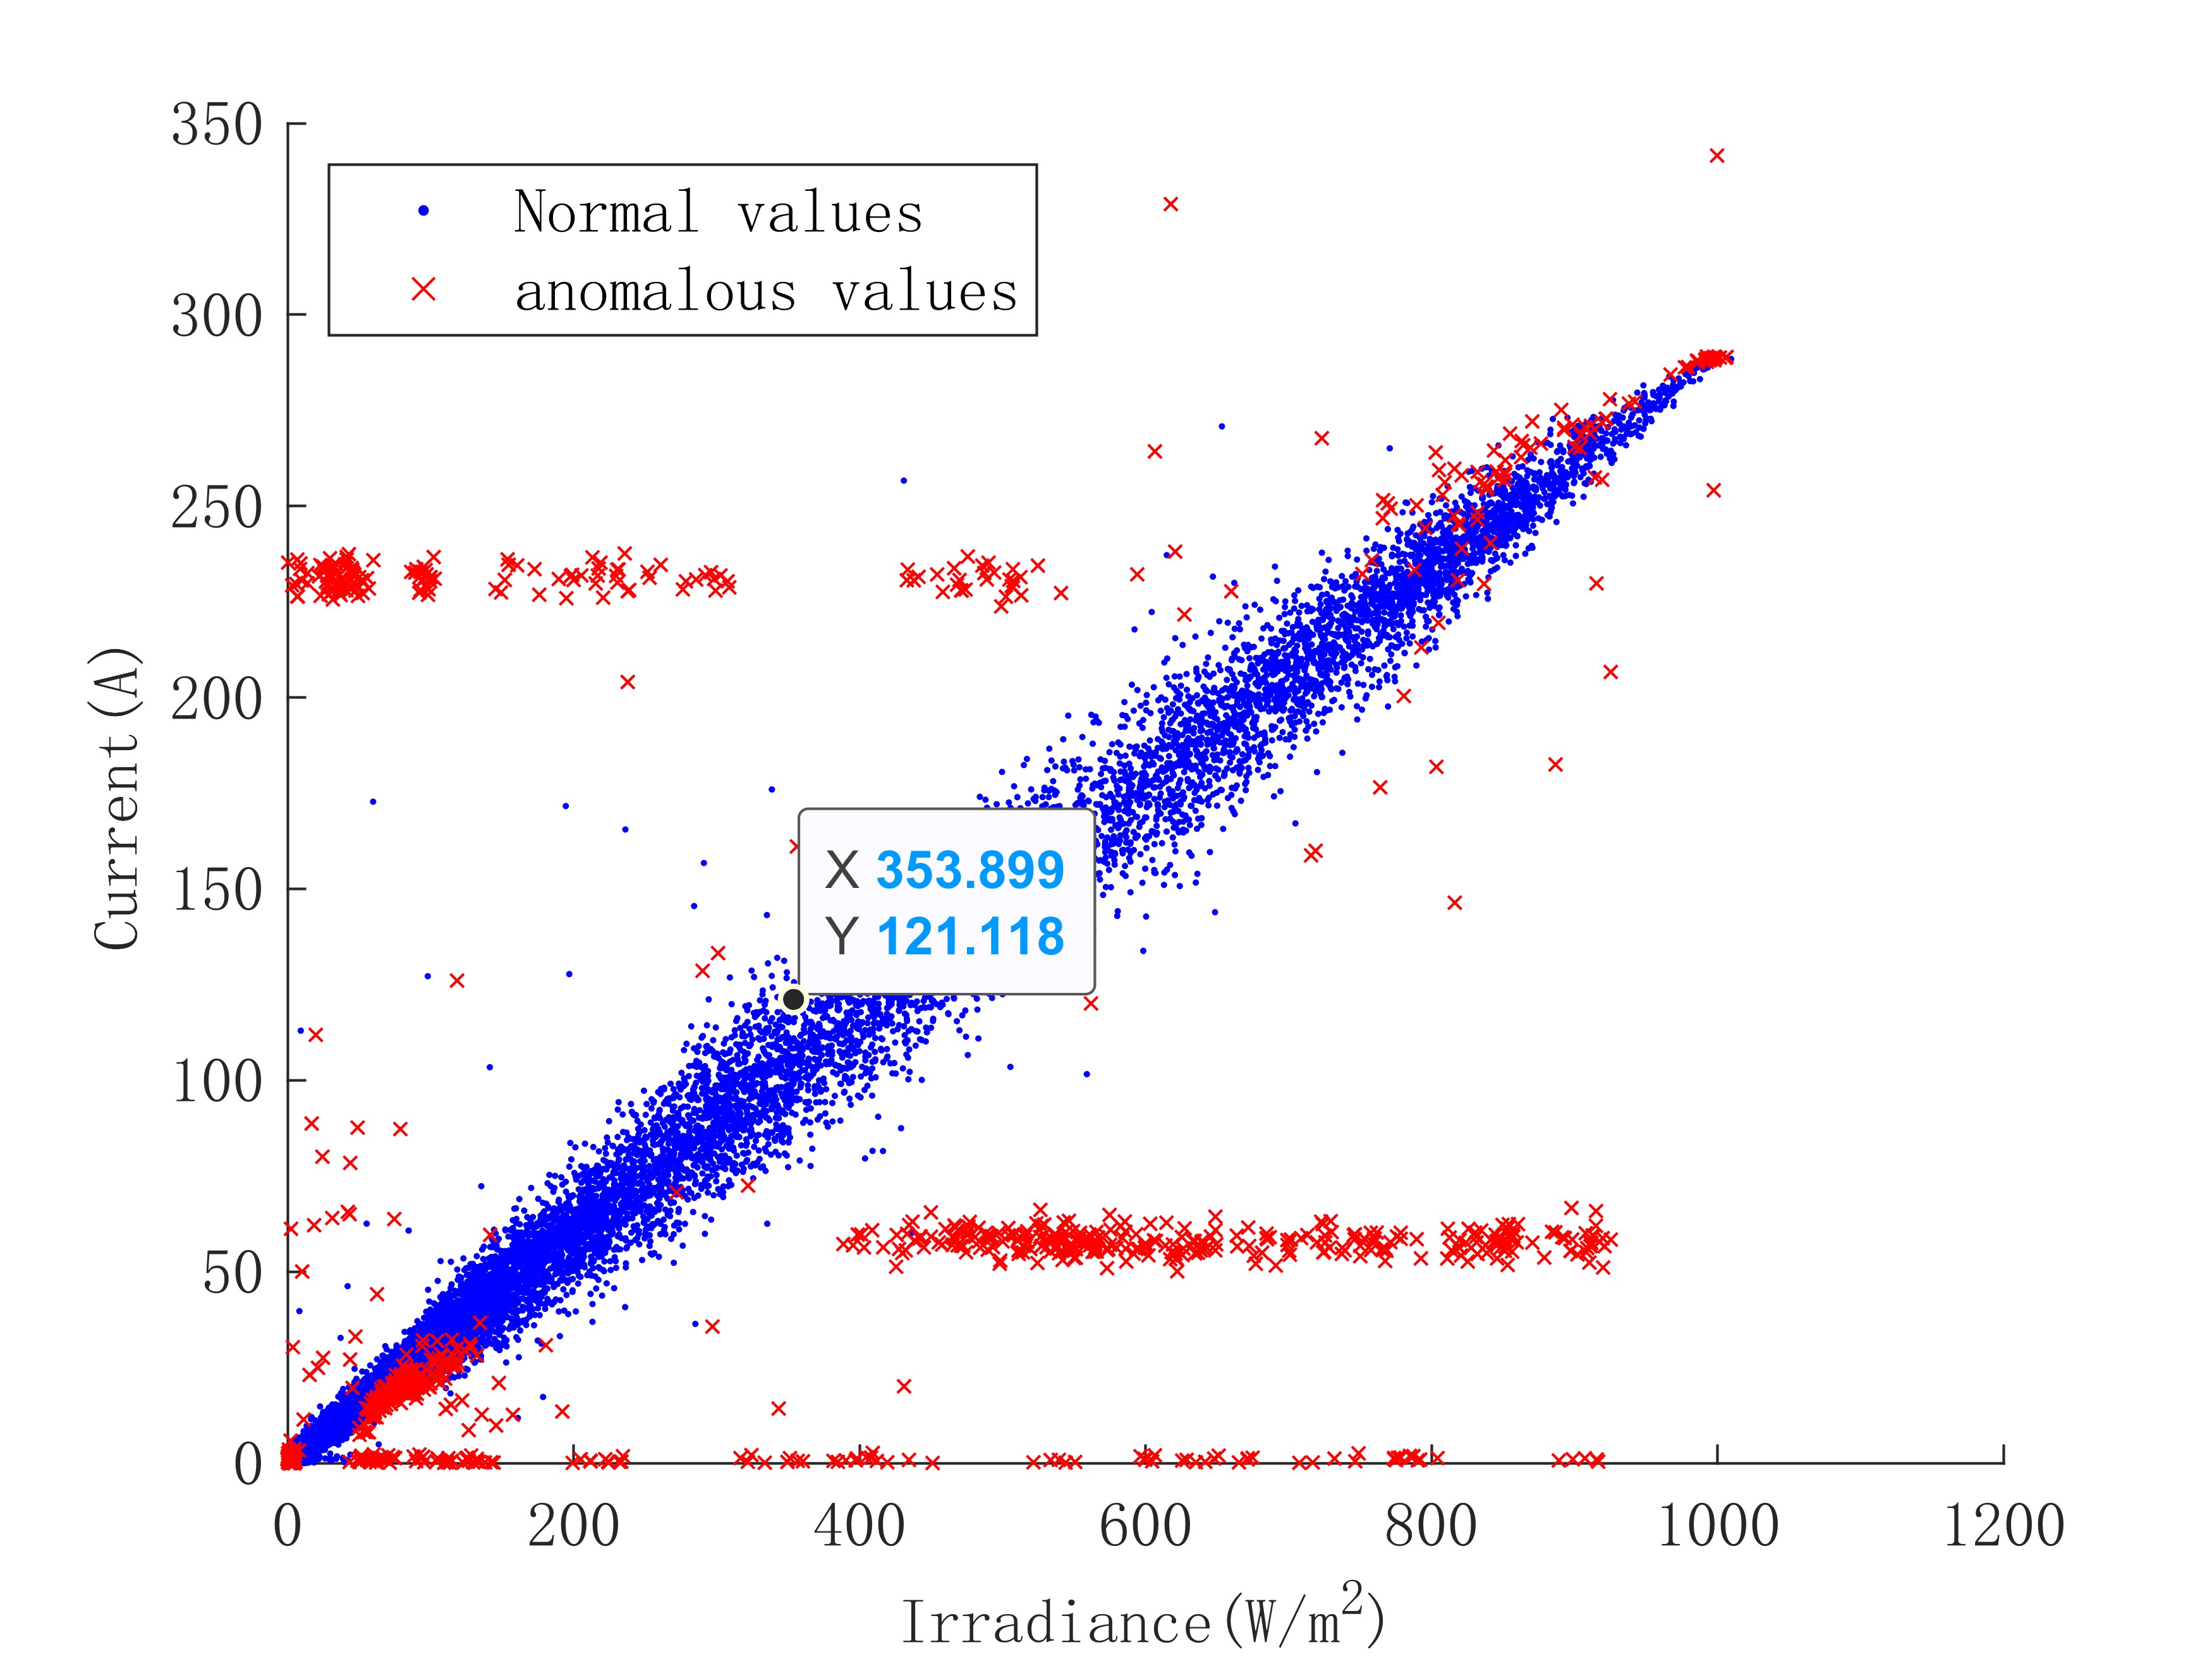 350
300
250
200
150
100
50
0
Current(A)
Normal values
anomalous values
X 353.899
Y 121.118
0 200 400 600 800 1000 1200
Irradiance(W/m²)